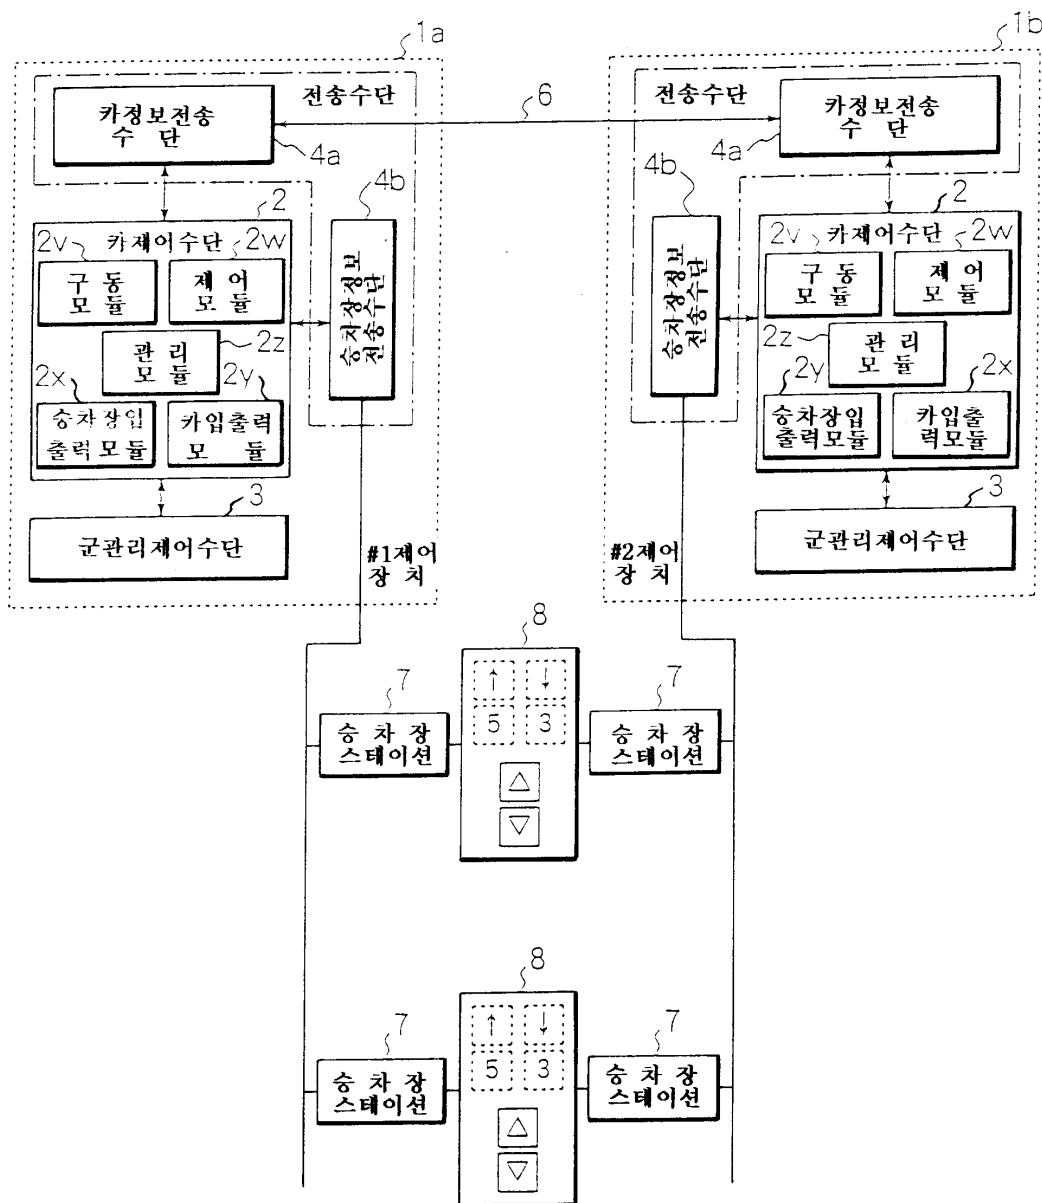 1a
1b
카정보전송
수 단
전송수단
4a
6
전송수단
카정보전송
수 단
4a
4b
승차장정보
전송수단
2
카제어수단
2v
2w
구 동
모 듈
제 어
모 듈
2z
관 리
모 듈
2x
2y
승차장입
출력 모듈
카입출력
모 듈
3
군관리제어수단
#1제어
장 치
4b
승차장정보
전송수단
2
카제어수단
2v
2w
구 동
모 듈
제 어
모 듈
2z
관 리
모 듈
2y
2x
승차장입
출력모듈
카입출
력모듈
3
군관리제어수단
#2제어
장 치
8
↑ ↓
5 3
△
▽
7
승 차 장
스테이션
7
승 차 장
스테이션
8
↑ ↓
5 3
△
▽
7
승 차 장
스테이션
7
승 차 장
스테이션